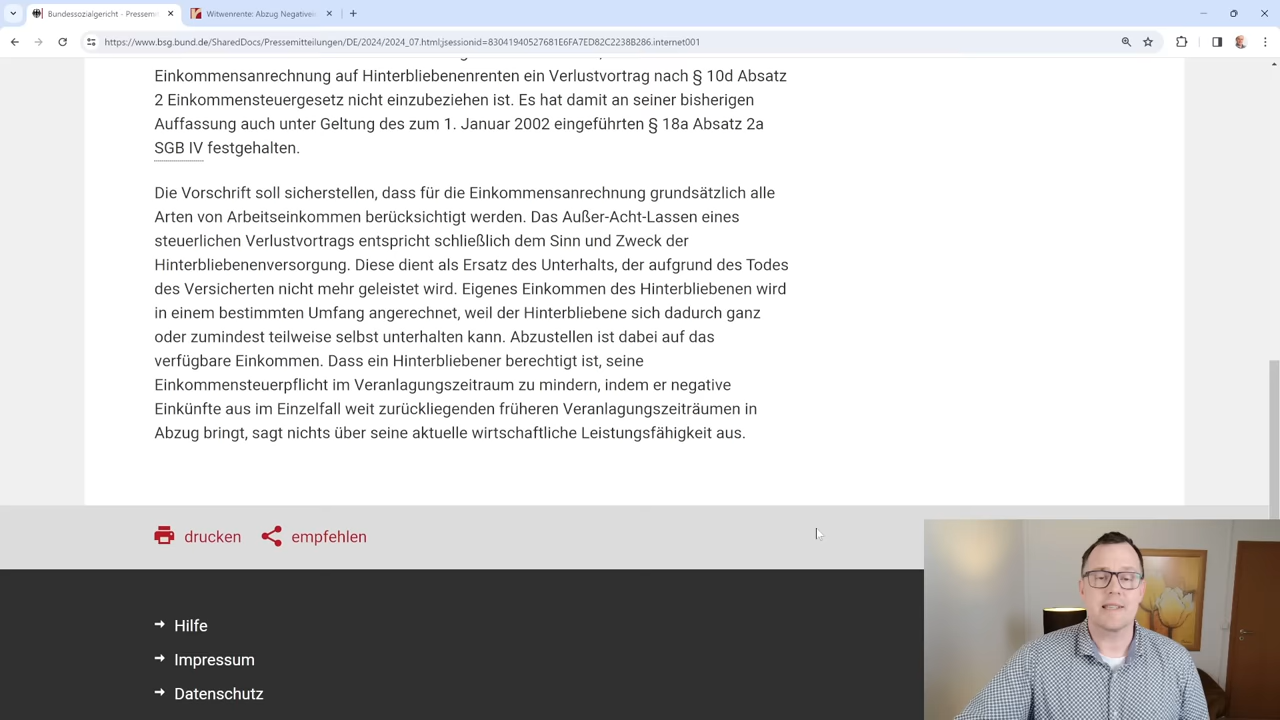 Bundessozialgericht - Pressemi
Witwenrente: Abzug Negative
https://www.bsg.bund.de/SharedDocs/Pressemitteilungen/DE/2024/2024_07.html;jsessionid=83041940527681E6FA7ED82C2238B286.internet001
Einkommensanrechnung auf Hinterbliebenenrenten ein Verlustvortrag nach § 10d Absatz
2 Einkommensteuergesetz nicht einzubeziehen ist. Es hat damit an seiner bisherigen
Auffassung auch unter Geltung des zum 1. Januar 2002 eingeführten § 18a Absatz 2a
SGB IV festgehalten.
Die Vorschrift soll sicherstellen, dass für die Einkommensanrechnung grundsätzlich alle
Arten von Arbeitseinkommen berücksichtigt werden. Das Außer-Acht-Lassen eines
steuerlichen Verlustvortrags entspricht schließlich dem Sinn und Zweck der
Hinterbliebenenversorgung. Diese dient als Ersatz des Unterhalts, der aufgrund des Todes
des Versicherten nicht mehr geleistet wird. Eigenes Einkommen des Hinterbliebenen wird
in einem bestimmten Umfang angerechnet, weil der Hinterbliebene sich dadurch ganz
oder zumindest teilweise selbst unterhalten kann. Abzustellen ist dabei auf das
verfügbare Einkommen. Dass ein Hinterbliebener berechtigt ist, seine
Einkommensteuerpflicht im Veranlagungszeitraum zu mindern, indem er negative
Einkünfte aus im Einzelfall weit zurückliegenden früheren Veranlagungszeiträumen in
Abzug bringt, sagt nichts über seine aktuelle wirtschaftliche Leistungsfähigkeit aus.
drucken empfehlen
Hilfe
Impressum
Datenschutz